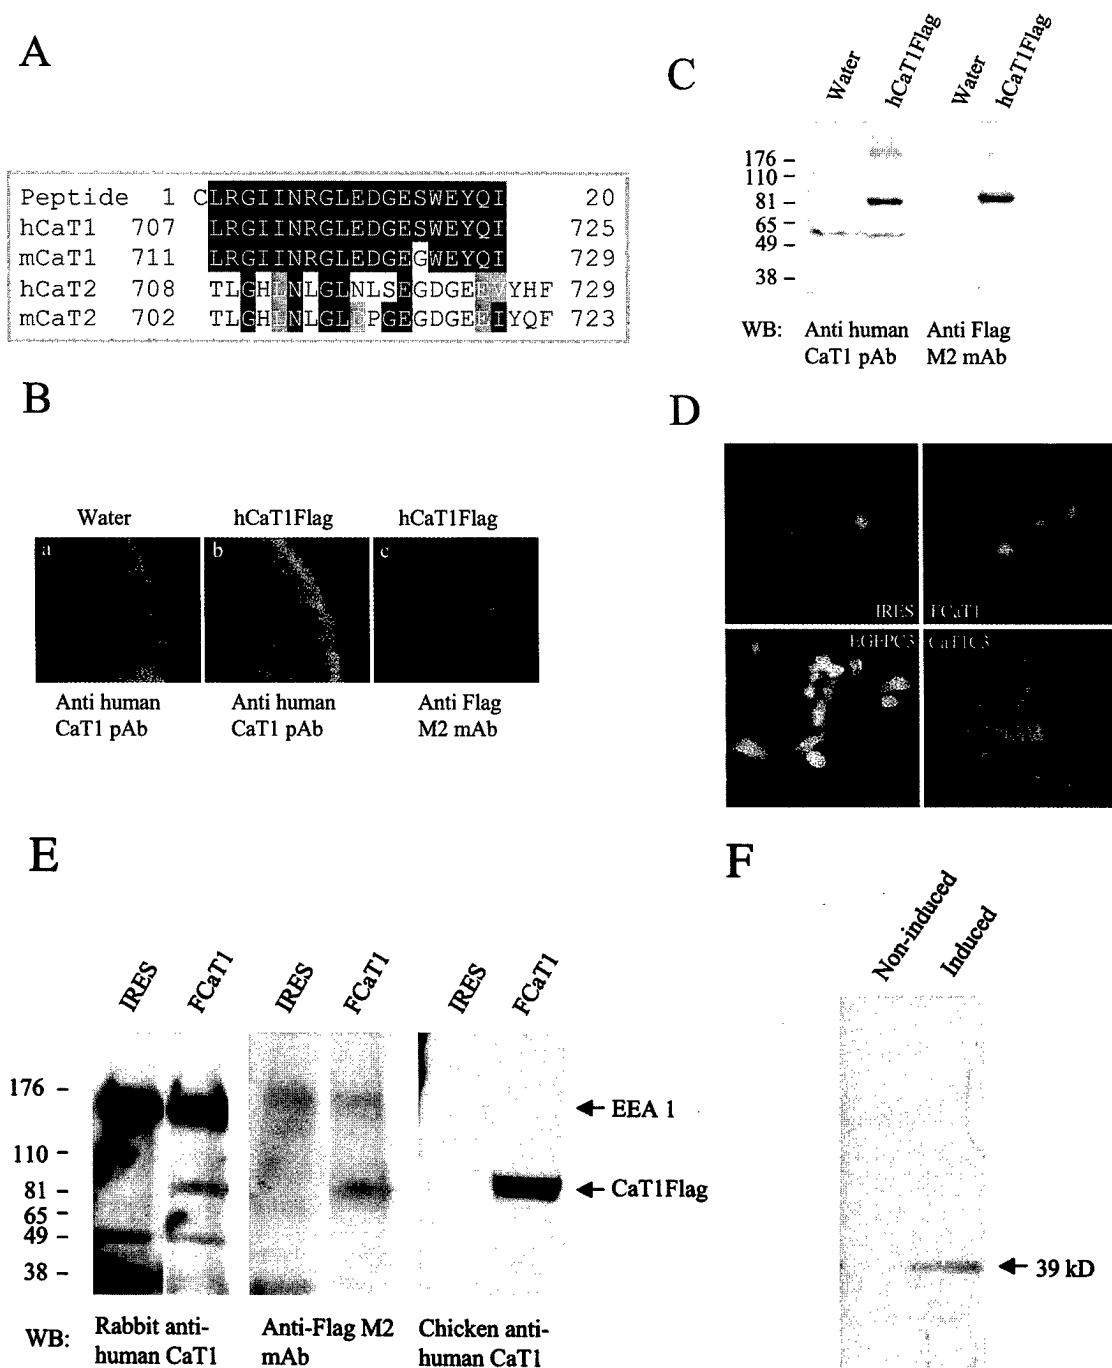 A
Peptide 1 CLRGIINRGLEDGESWEYQI 20
hCaT1 707 LRGIINRGLEDGESWEYQI 725
mCaT1 711 LRGIINRGLEDGEGWEYQI 729
hCaT2 708 TLGHLNLGLNLSEGDGEEVYHF 729
mCaT2 702 TLGHLNLGLDPGEGDGEEIYQF 723
B
Water hCaT1Flag hCaT1Flag
a b c
Anti human CaT1 pAb
Anti human CaT1 pAb
Anti Flag M2 mAb
C
Water hCaT1Flag Water hCaT1Flag
176 –
110 –
81 –
65 –
49 –
38 –
WB: Anti human CaT1 pAb
Anti Flag M2 mAb
D
IRES FCaT1
EGFPC3 CaT1C3
E
IRES FCaT1 IRES FCaT1 IRES FCaT1
176 –
110 –
81 –
65 –
49 –
38 –
EEA 1
CaT1Flag
WB: Rabbit anti-human CaT1
Anti-Flag M2 mAb
Chicken anti-human CaT1
F
Non-induced Induced
39 kD